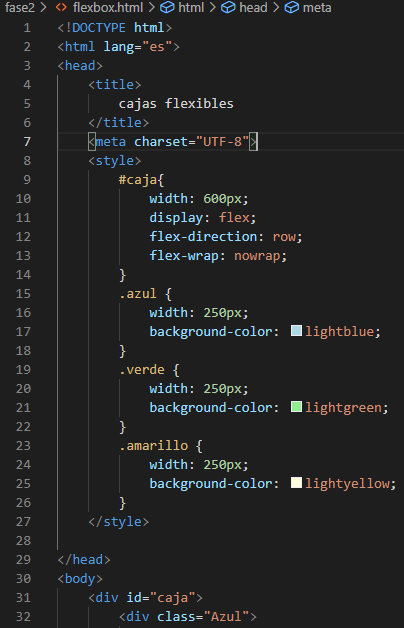 fase2 > flexbox.html > html > head > meta
1 <!DOCTYPE html>
2 <html lang="es">
3 <head>
4 <title>
5 cajas flexibles
6 </title>
7 <meta charset="UTF-8">
8 <style>
9 #caja{
10 width: 600px;
11 display: flex;
12 flex-direction: row;
13 flex-wrap: nowrap;
14 }
15 .azul {
16 width: 250px;
17 background-color: lightblue;
18 }
19 .verde {
20 width: 250px;
21 background-color: lightgreen;
22 }
23 .amarillo {
24 width: 250px;
25 background-color: lightyellow;
26 }
27 </style>
28
29 </head>
30 <body>
31 <div id="caja">
32 <div class="Azul">